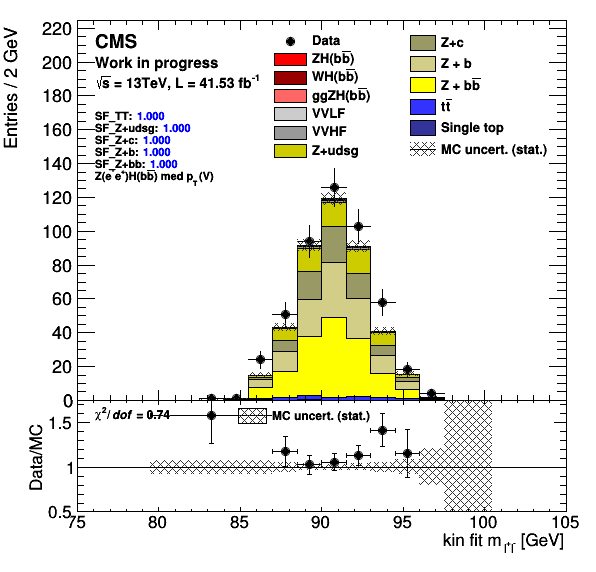 Entries / 2 GeV
220
200
180
160
140
120
100
80
60
40
20
0
CMS
Work in progress
√s = 13TeV, L = 41.53 fb⁻¹
SF_TT: 1.000
SF_Z+udsg: 1.000
SF_Z+c: 1.000
SF_Z+b: 1.000
SF_Z+bb: 1.000
Z(e⁻e⁺)H(bb̅) med p_T(V)
Data
ZH(bb̅)
WH(bb̅)
ggZH(bb̅)
VVLF
VVHF
Z+udsg
Z+c
Z + b
Z + bb̅
tt̅
Single top
MC uncert. (stat.)
Data/MC
1.5
1
0.5
χ²/dof = 0.74
MC uncert. (stat.)
75 80 85 90 95 100 105
kin fit m_l⁺l⁻ [GeV]